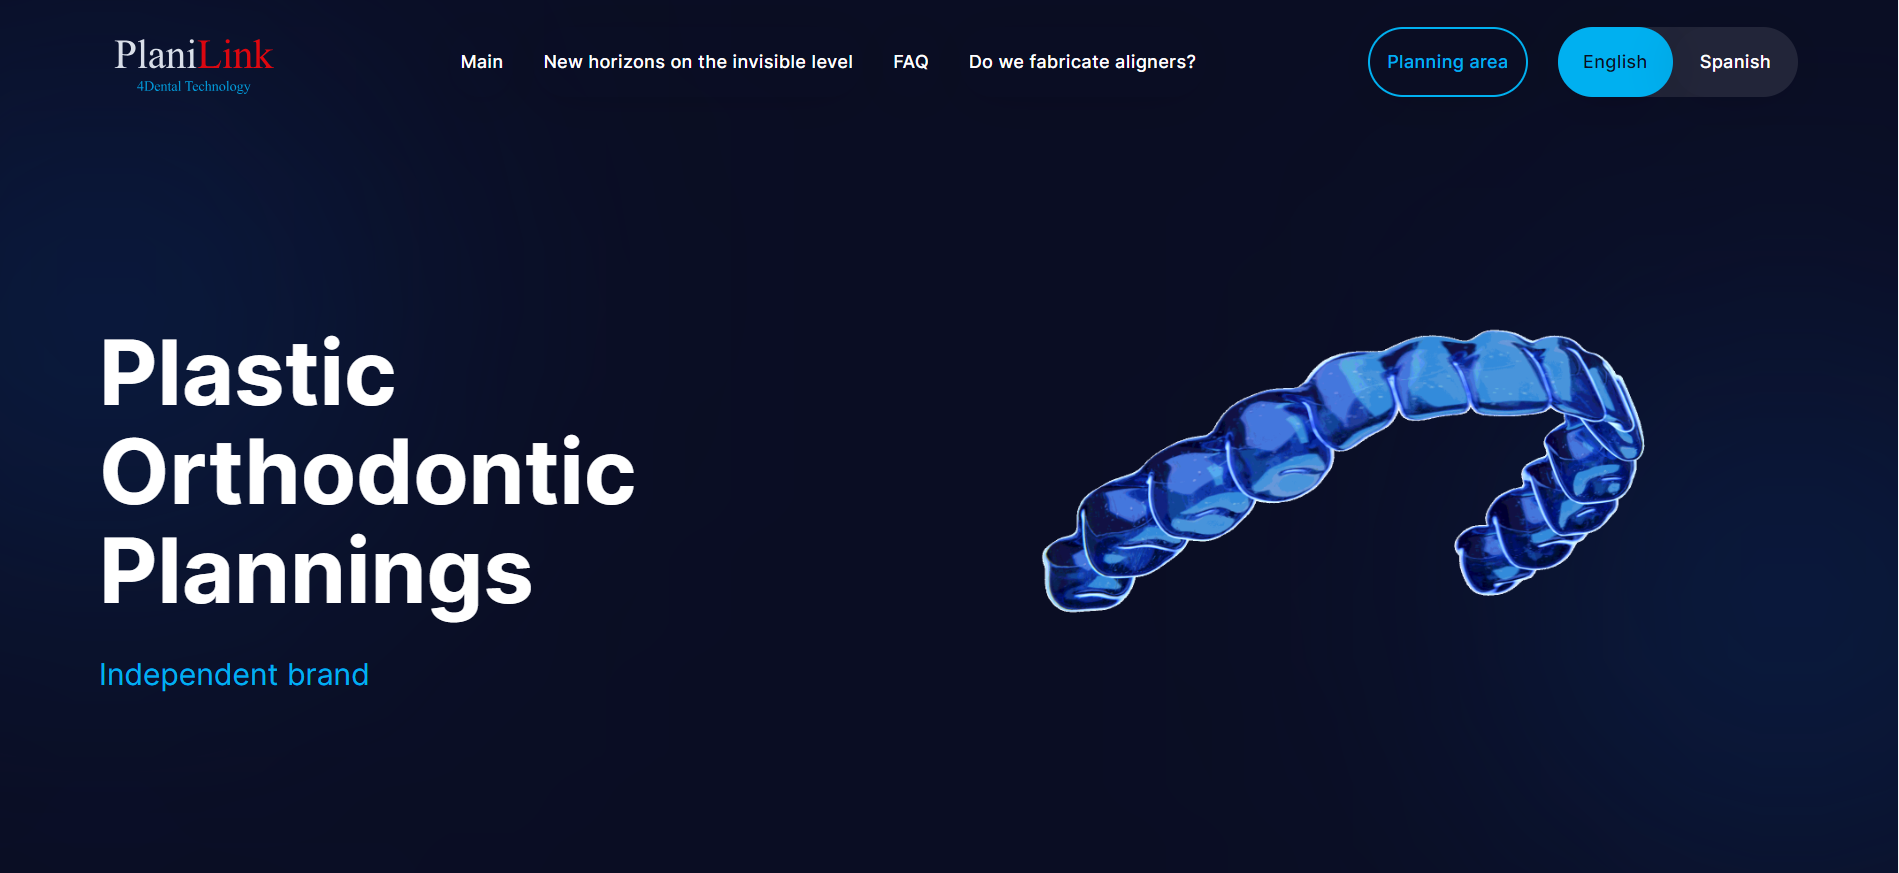 PlaniLink
4Dental Technology
Main
New horizons on the invisible level
FAQ
Do we fabricate aligners?
Planning area
English
Spanish
Plastic
Orthodontic
Plannings
Independent brand